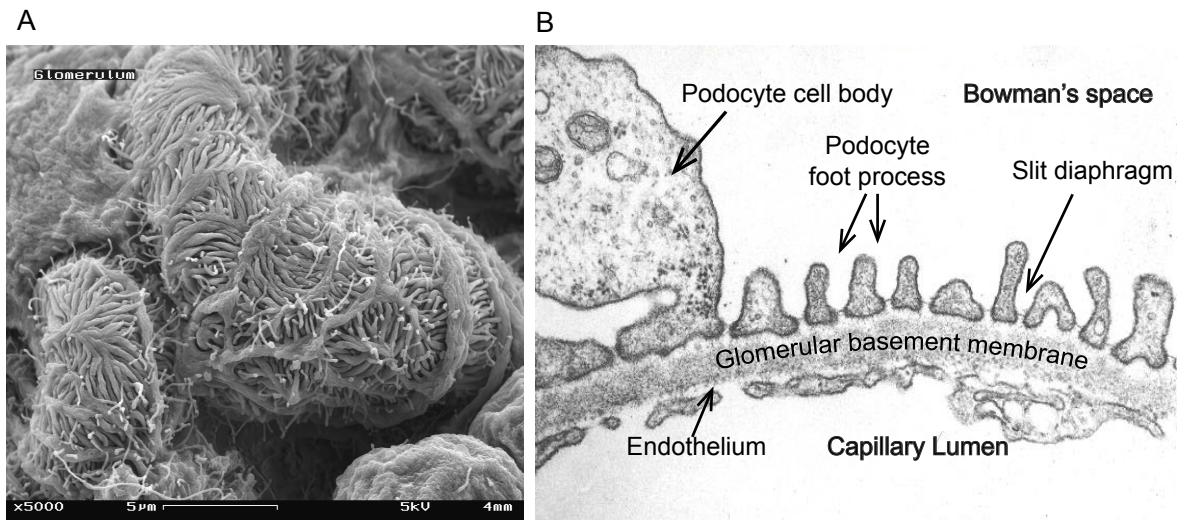 A
B
Glomerulum
Podocyte cell body
Bowman's space
Podocyte
foot process
Slit diaphragm
Glomerular basement membrane
Endothelium
Capillary Lumen
x5000 5µm 5kV 4mm